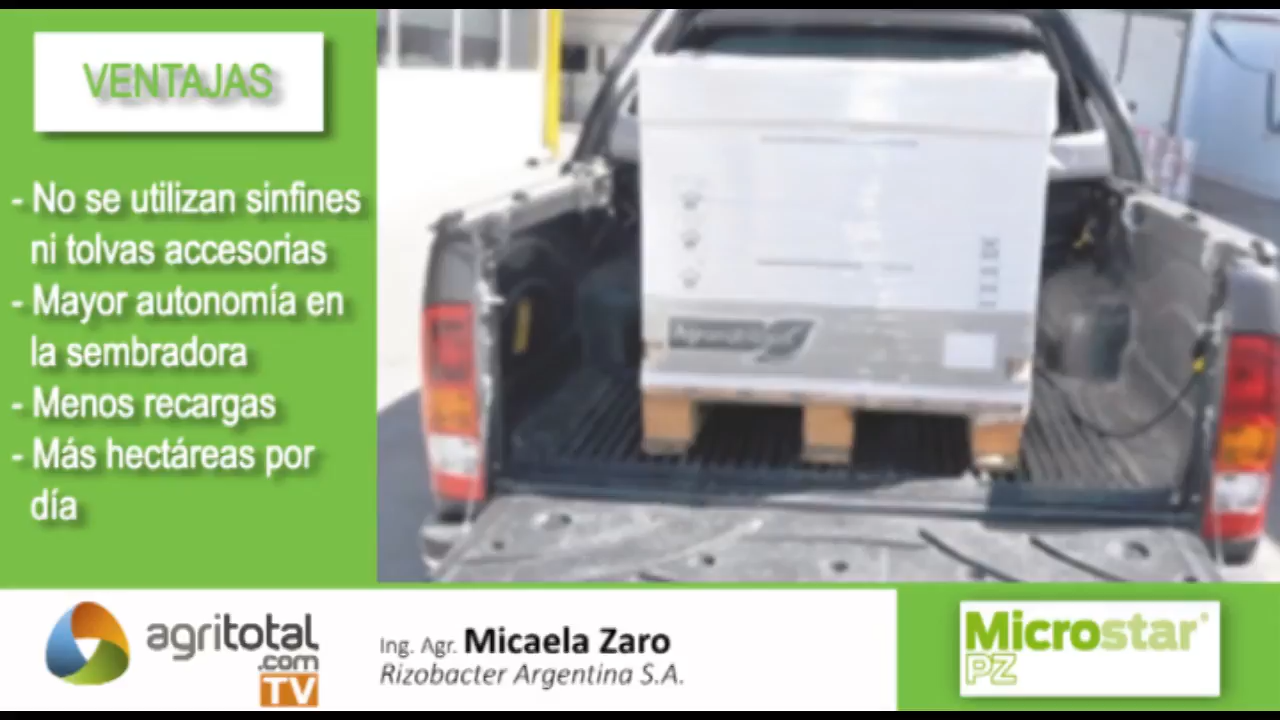 VENTAJAS
- No se utilizan sinfines
ni tolvas accesorias
- Mayor autonomía en
la sembradora
- Menos recargas
- Más hectáreas por
día
agritotal
.com
TV
Ing. Agr. Micaela Zaro
Rizobacter Argentina S.A.
Microstar®
PZ